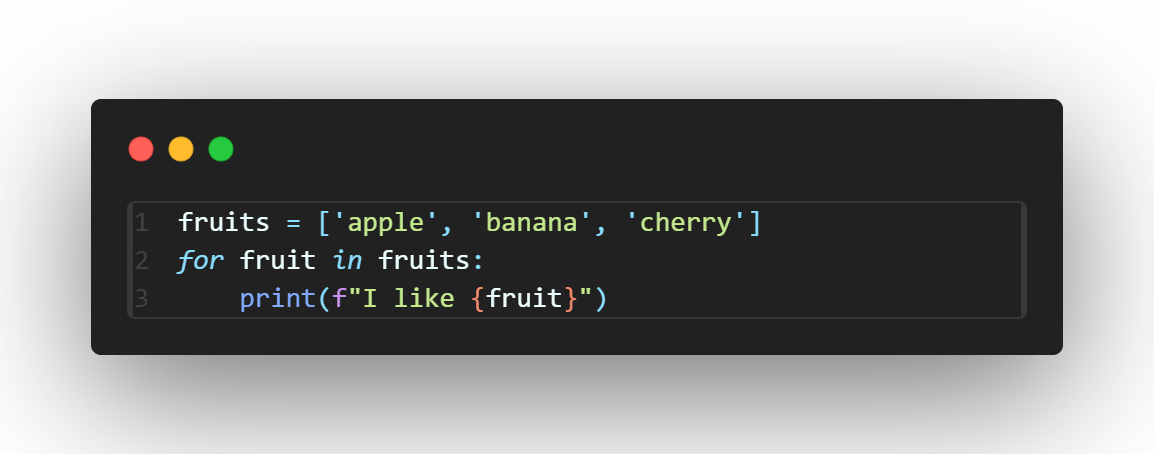 1 fruits = ['apple', 'banana', 'cherry']
2 for fruit in fruits:
3     print(f"I like {fruit}")